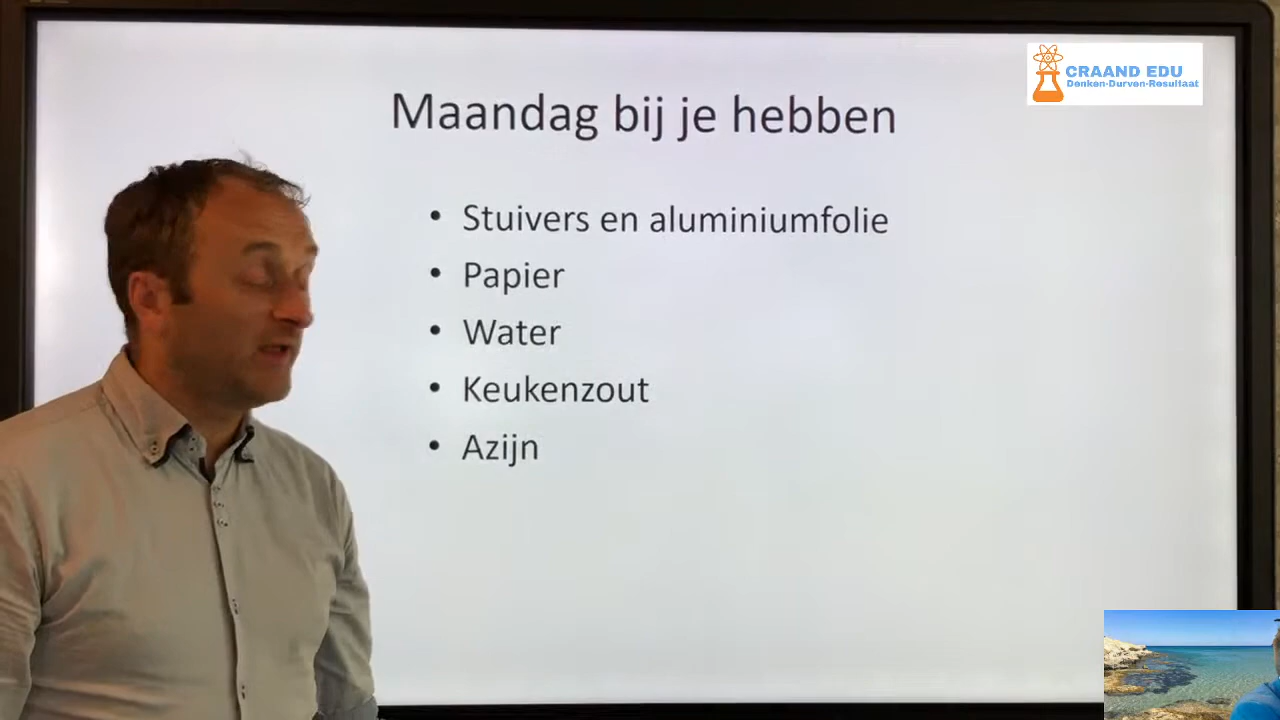 CRAAND EDU
Denken-Durven-Resultaat
Maandag bij je hebben
• Stuivers en aluminiumfolie
• Papier
• Water
• Keukenzout
• Azijn